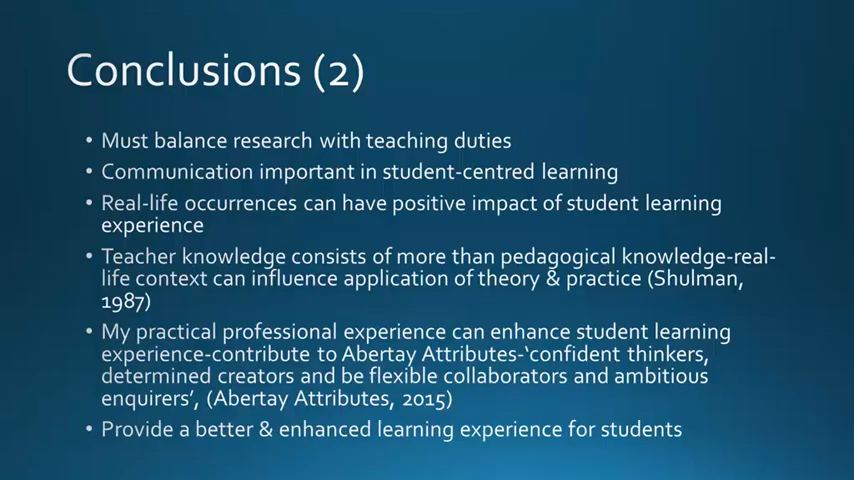 Conclusions (2)
• Must balance research with teaching duties
• Communication important in student-centred learning
• Real-life occurrences can have positive impact of student learning
experience
• Teacher knowledge consists of more than pedagogical knowledge-real-
life context can influence application of theory & practice (Shulman,
1987)
• My practical professional experience can enhance student learning
experience-contribute to Abertay Attributes-‘confident thinkers,
determined creators and be flexible collaborators and ambitious
enquirers’, (Abertay Attributes, 2015)
• Provide a better & enhanced learning experience for students